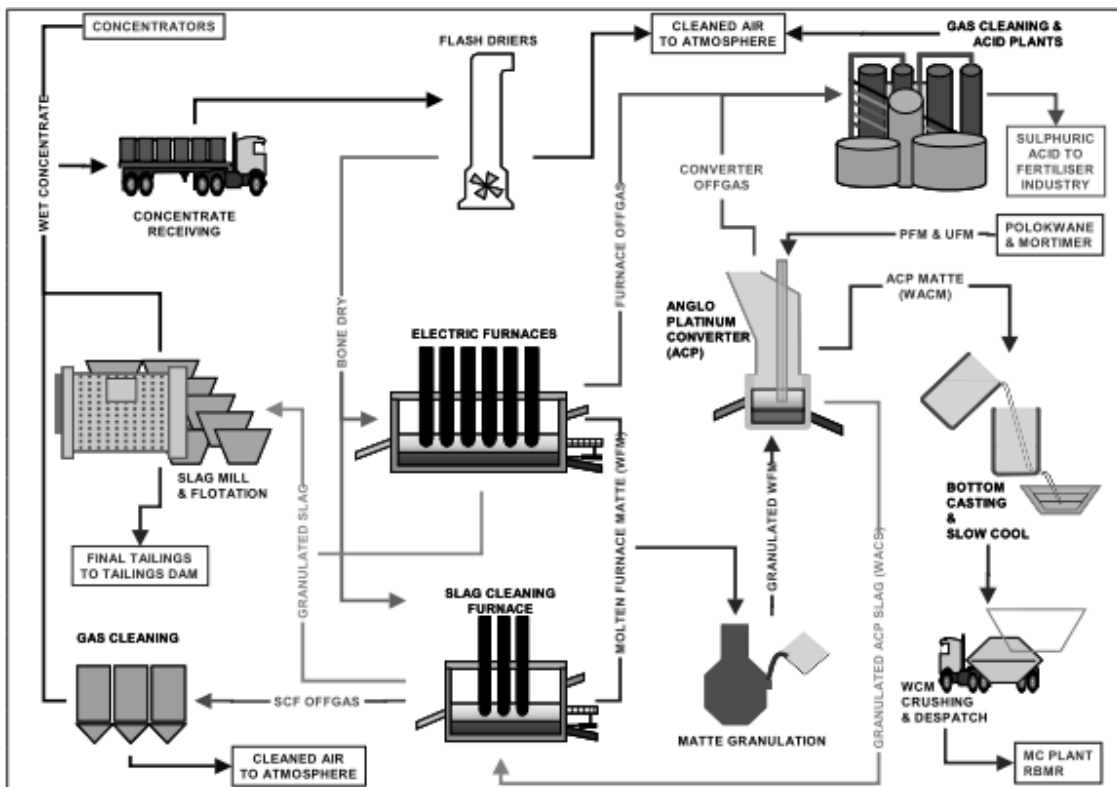 CONCENTRATORS
FLASH DRIERS
CLEANED AIR
TO ATMOSPHERE
GAS CLEANING &
ACID PLANTS
WET CONCENTRATE
CONCENTRATE
RECEIVING
BONE DRY
FURNACE OFFGAS
CONVERTER
OFFGAS
SULPHURIC
ACID TO
FERTILISER
INDUSTRY
PFM & UFM
POLOKWANE
& MORTIMER
ACP MATTE
(WACM)
ANGLO
PLATINUM
CONVERTER
(ACP)
ELECTRIC FURNACES
SLAG MILL
& FLOTATION
GRANULATED SLAG
MOLTEN FURNACE MATTE (WFM)
GRANULATED WFM
GRANULATED ACP SLAG (WACS)
BOTTOM
CASTING
&
SLOW COOL
FINAL TAILINGS
TO TAILINGS DAM
SLAG CLEANING
FURNACE
GAS CLEANING
SCF OFFGAS
MATTE GRANULATION
WCM
CRUSHING
& DESPATCH
CLEANED AIR
TO ATMOSPHERE
MC PLANT
RBMR